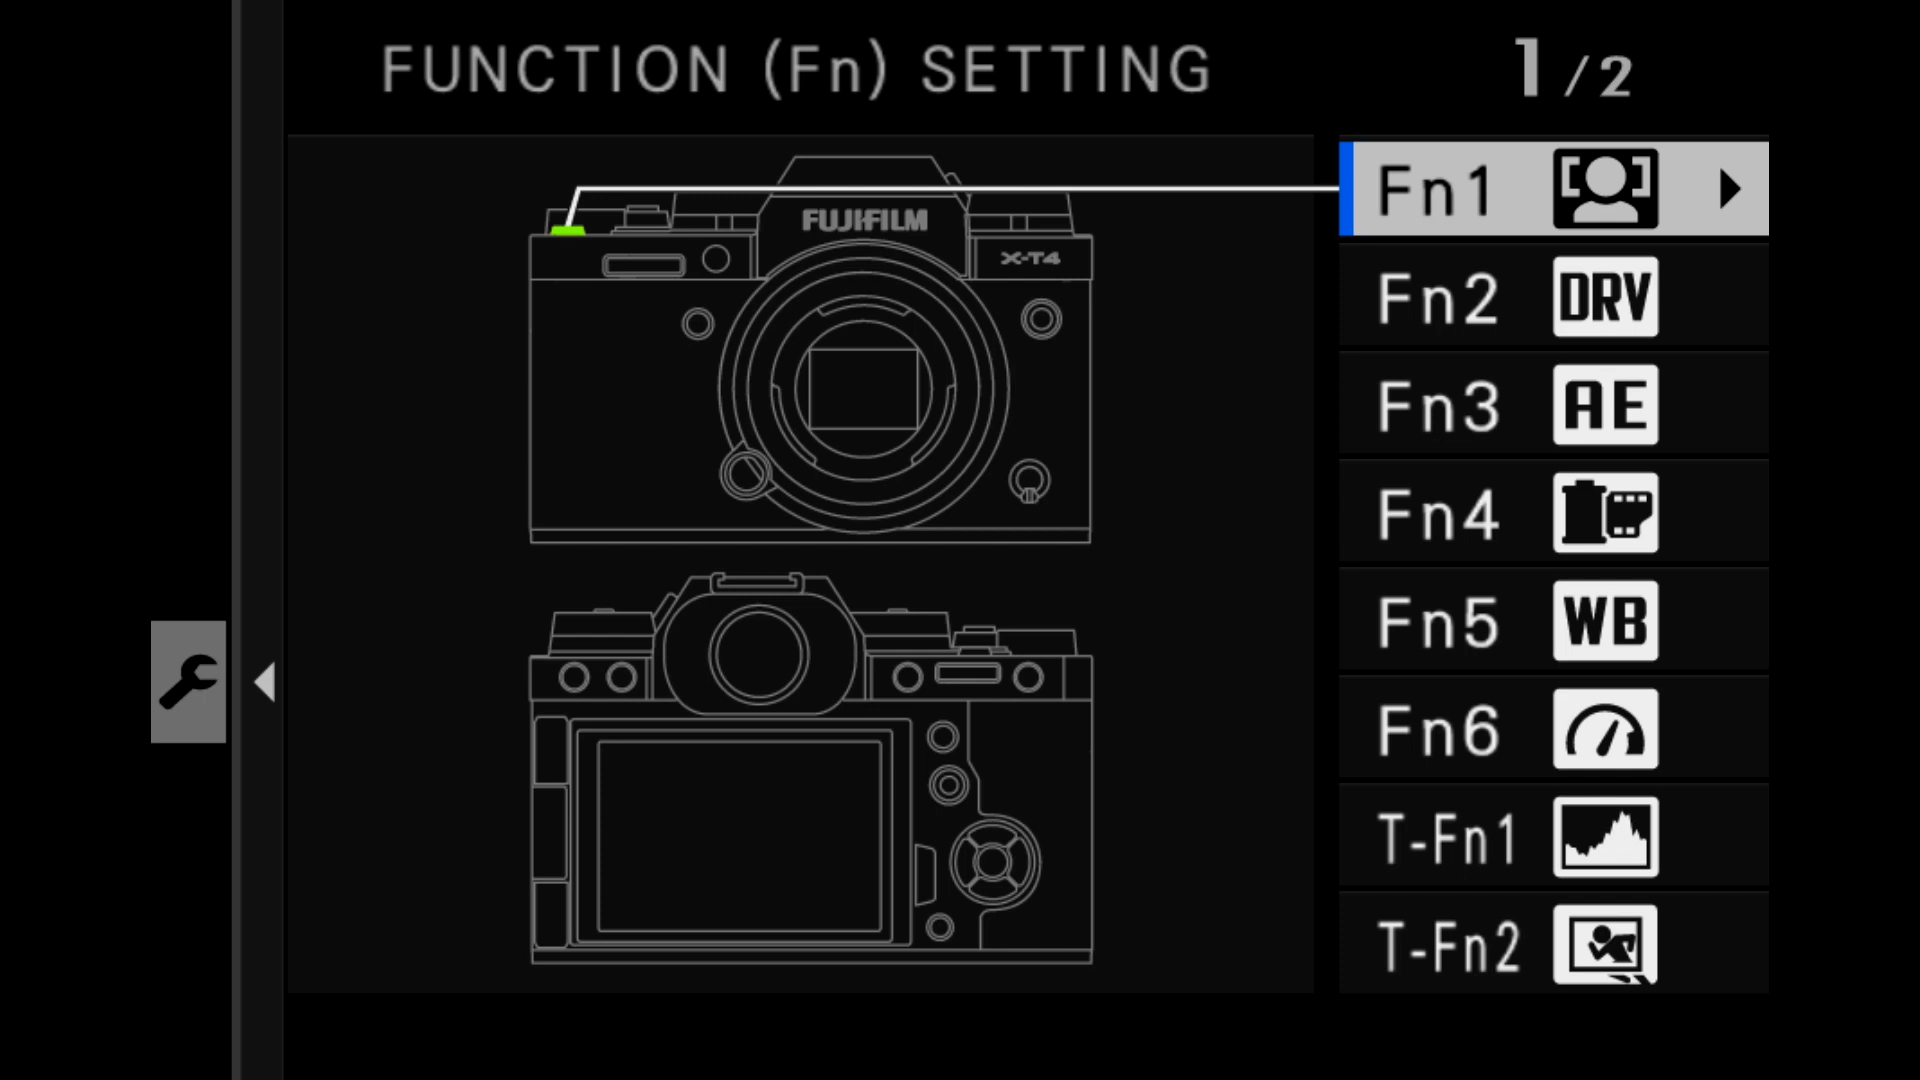 FUNCTION (Fn) SETTING 1/2
FUJIFILM
X-T4
Fn1
Fn2 DRV
Fn3 AE
Fn4
Fn5 WB
Fn6
T-Fn1
T-Fn2